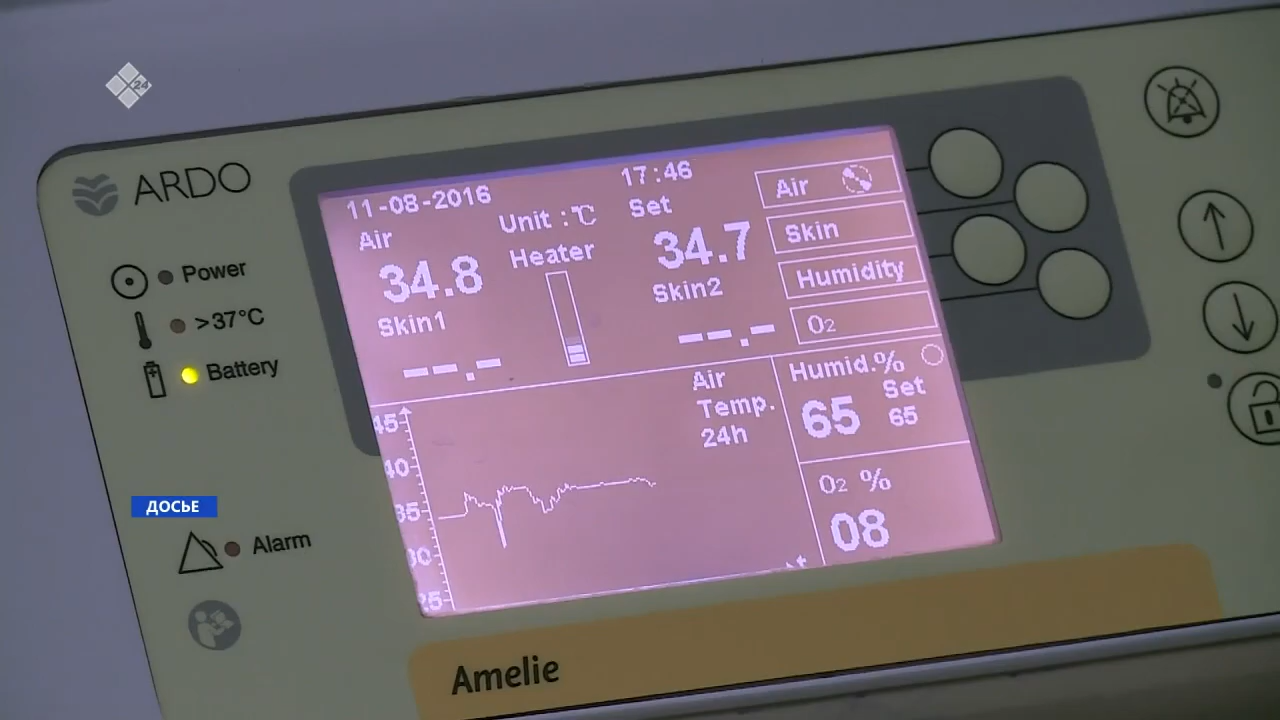 24
ARDO
Power
>37°C
Battery
ДОСЬЕ
Alarm
11-08-2016
17:46
Air
Unit :°C
Set
34.8
Heater
34.7
Skin1
Skin2
--.-
--.-
Air
Skin
Humidity
O2
Air
Temp.
24h
45
40
35
30
25
t
Humid.%
Set
65
65
O2 %
08
Amelie